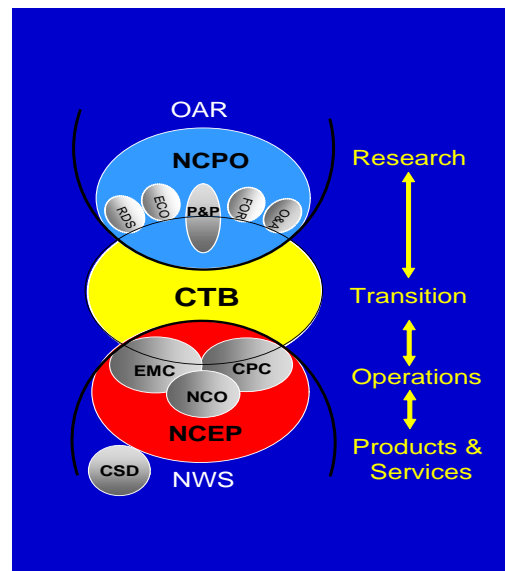 OAR
NCPO
RDS
ECO
P&P
FOR
O&A
CTB
EMC
CPC
NCO
NCEP
CSD
NWS
Research
Transition
Operations
Products &
Services